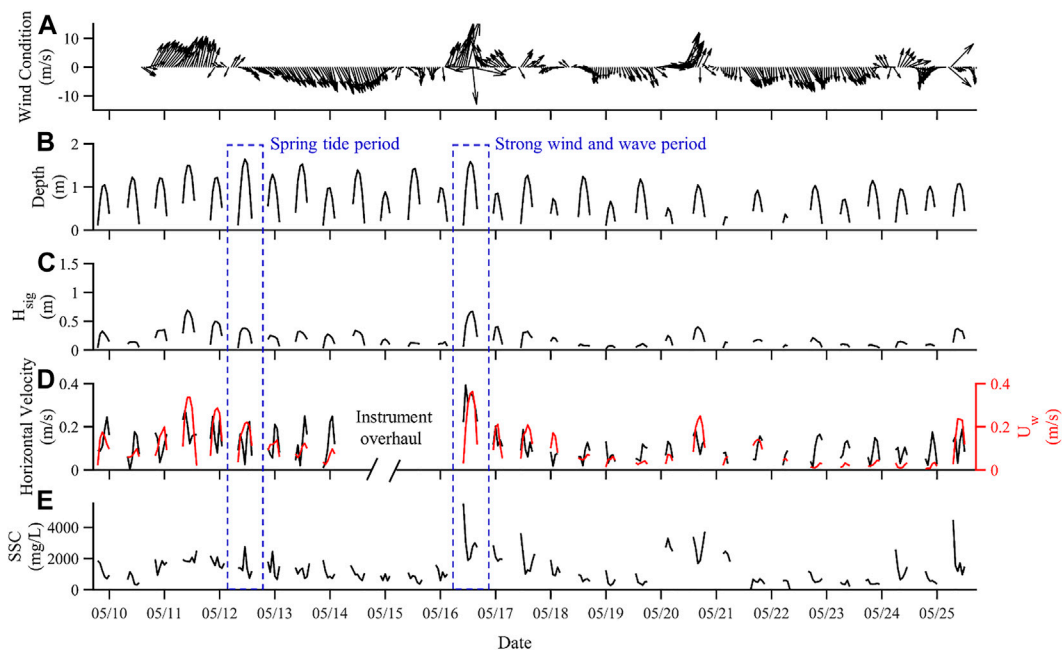 A
Wind Condition
(m/s)
10
0
-10
B
Spring tide period
Strong wind and wave period
Depth
(m)
2
1
0
C
H_sig
(m)
1.5
1
0.5
0
D
Horizontal Velocity
(m/s)
0.4
0.2
0
Instrument
overhaul
0.4
0.2
0
U_w
(m/s)
E
SSC
(mg/L)
4000
2000
0
05/10 05/11 05/12 05/13 05/14 05/15 05/16 05/17 05/18 05/19 05/20 05/21 05/22 05/23 05/24 05/25
Date